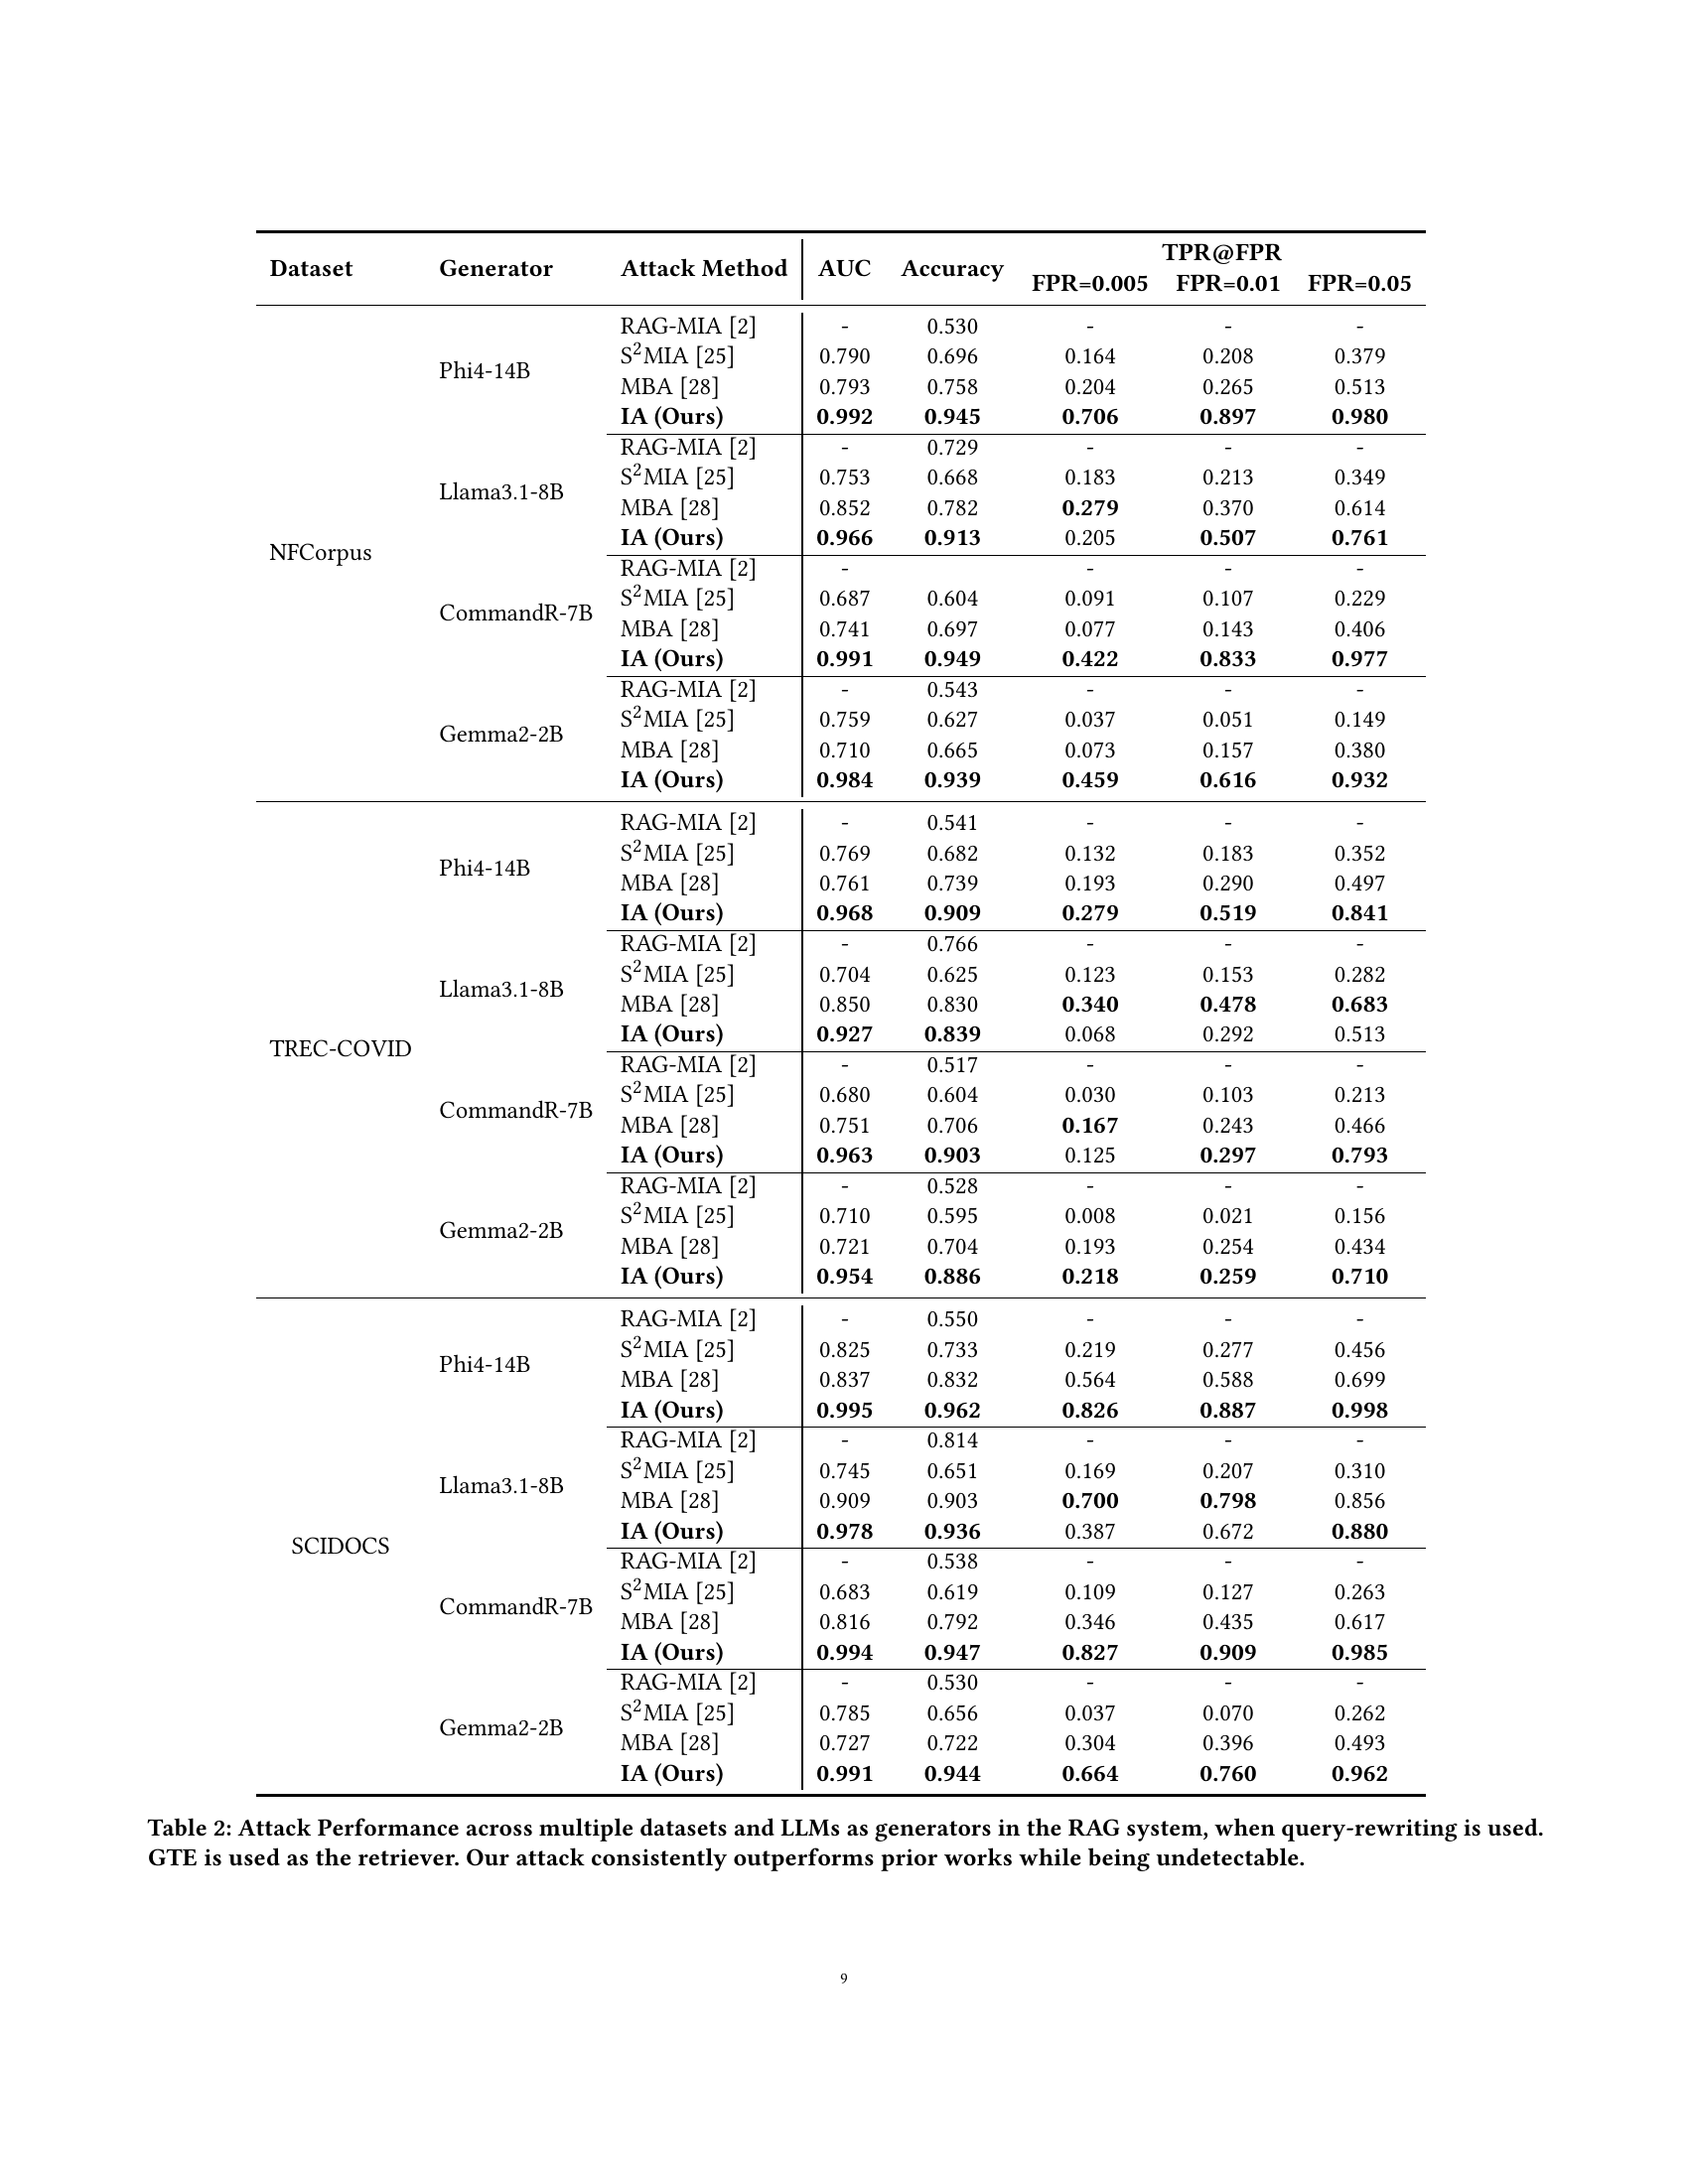 Dataset Generator Attack Method AUC Accuracy TPR@FPR
FPR=0.005 FPR=0.01 FPR=0.05
NFCorpus
Phi4-14B
RAG-MIA [2] - 0.530 - - -
S²MIA [25] 0.790 0.696 0.164 0.208 0.379
MBA [28] 0.793 0.758 0.204 0.265 0.513
IA (Ours) 0.992 0.945 0.706 0.897 0.980
Llama3.1-8B
RAG-MIA [2] - 0.729 - - -
S²MIA [25] 0.753 0.668 0.183 0.213 0.349
MBA [28] 0.852 0.782 0.279 0.370 0.614
IA (Ours) 0.966 0.913 0.205 0.507 0.761
CommandR-7B
RAG-MIA [2] - - - -
S²MIA [25] 0.687 0.604 0.091 0.107 0.229
MBA [28] 0.741 0.697 0.077 0.143 0.406
IA (Ours) 0.991 0.949 0.422 0.833 0.977
Gemma2-2B
RAG-MIA [2] - 0.543 - - -
S²MIA [25] 0.759 0.627 0.037 0.051 0.149
MBA [28] 0.710 0.665 0.073 0.157 0.380
IA (Ours) 0.984 0.939 0.459 0.616 0.932
TREC-COVID
Phi4-14B
RAG-MIA [2] - 0.541 - - -
S²MIA [25] 0.769 0.682 0.132 0.183 0.352
MBA [28] 0.761 0.739 0.193 0.290 0.497
IA (Ours) 0.968 0.909 0.279 0.519 0.841
Llama3.1-8B
RAG-MIA [2] - 0.766 - - -
S²MIA [25] 0.704 0.625 0.123 0.153 0.282
MBA [28] 0.850 0.830 0.340 0.478 0.683
IA (Ours) 0.927 0.839 0.068 0.292 0.513
CommandR-7B
RAG-MIA [2] - 0.517 - - -
S²MIA [25] 0.680 0.604 0.030 0.103 0.213
MBA [28] 0.751 0.706 0.167 0.243 0.466
IA (Ours) 0.963 0.903 0.125 0.297 0.793
Gemma2-2B
RAG-MIA [2] - 0.528 - - -
S²MIA [25] 0.710 0.595 0.008 0.021 0.156
MBA [28] 0.721 0.704 0.193 0.254 0.434
IA (Ours) 0.954 0.886 0.218 0.259 0.710
SCIDOCS
Phi4-14B
RAG-MIA [2] - 0.550 - - -
S²MIA [25] 0.825 0.733 0.219 0.277 0.456
MBA [28] 0.837 0.832 0.564 0.588 0.699
IA (Ours) 0.995 0.962 0.826 0.887 0.998
Llama3.1-8B
RAG-MIA [2] - 0.814 - - -
S²MIA [25] 0.745 0.651 0.169 0.207 0.310
MBA [28] 0.909 0.903 0.700 0.798 0.856
IA (Ours) 0.978 0.936 0.387 0.672 0.880
CommandR-7B
RAG-MIA [2] - 0.538 - - -
S²MIA [25] 0.683 0.619 0.109 0.127 0.263
MBA [28] 0.816 0.792 0.346 0.435 0.617
IA (Ours) 0.994 0.947 0.827 0.909 0.985
Gemma2-2B
RAG-MIA [2] - 0.530 - - -
S²MIA [25] 0.785 0.656 0.037 0.070 0.262
MBA [28] 0.727 0.722 0.304 0.396 0.493
IA (Ours) 0.991 0.944 0.664 0.760 0.962
Table 2: Attack Performance across multiple datasets and LLMs as generators in the RAG system, when query-rewriting is used.
GTE is used as the retriever. Our attack consistently outperforms prior works while being undetectable.
9